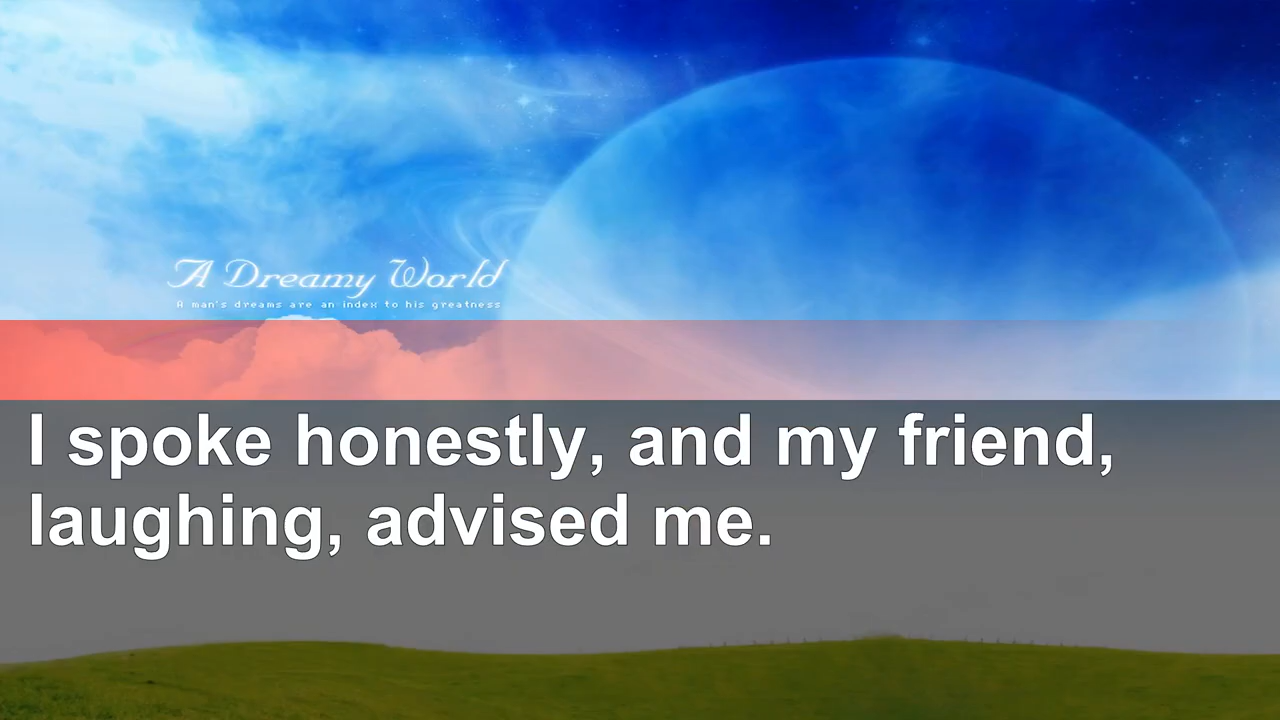 A Dreamy World
A man's dreams are an index to his greatness
I spoke honestly, and my friend,
laughing, advised me.